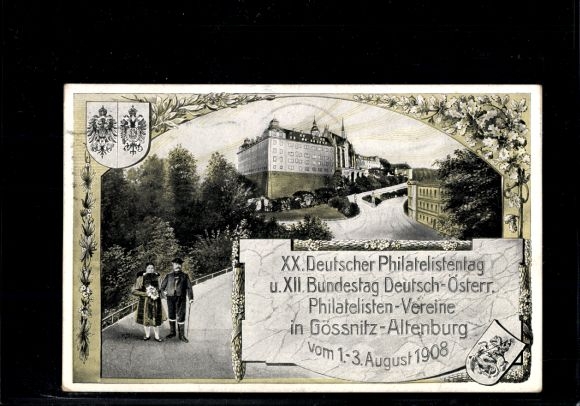 XX. Deutscher Philatelistentag
u. XII. Bundestag Deutsch-Österr.
Philatelisten-Vereine
in Gössnitz-Altenburg
vom 1.-3. August 1908